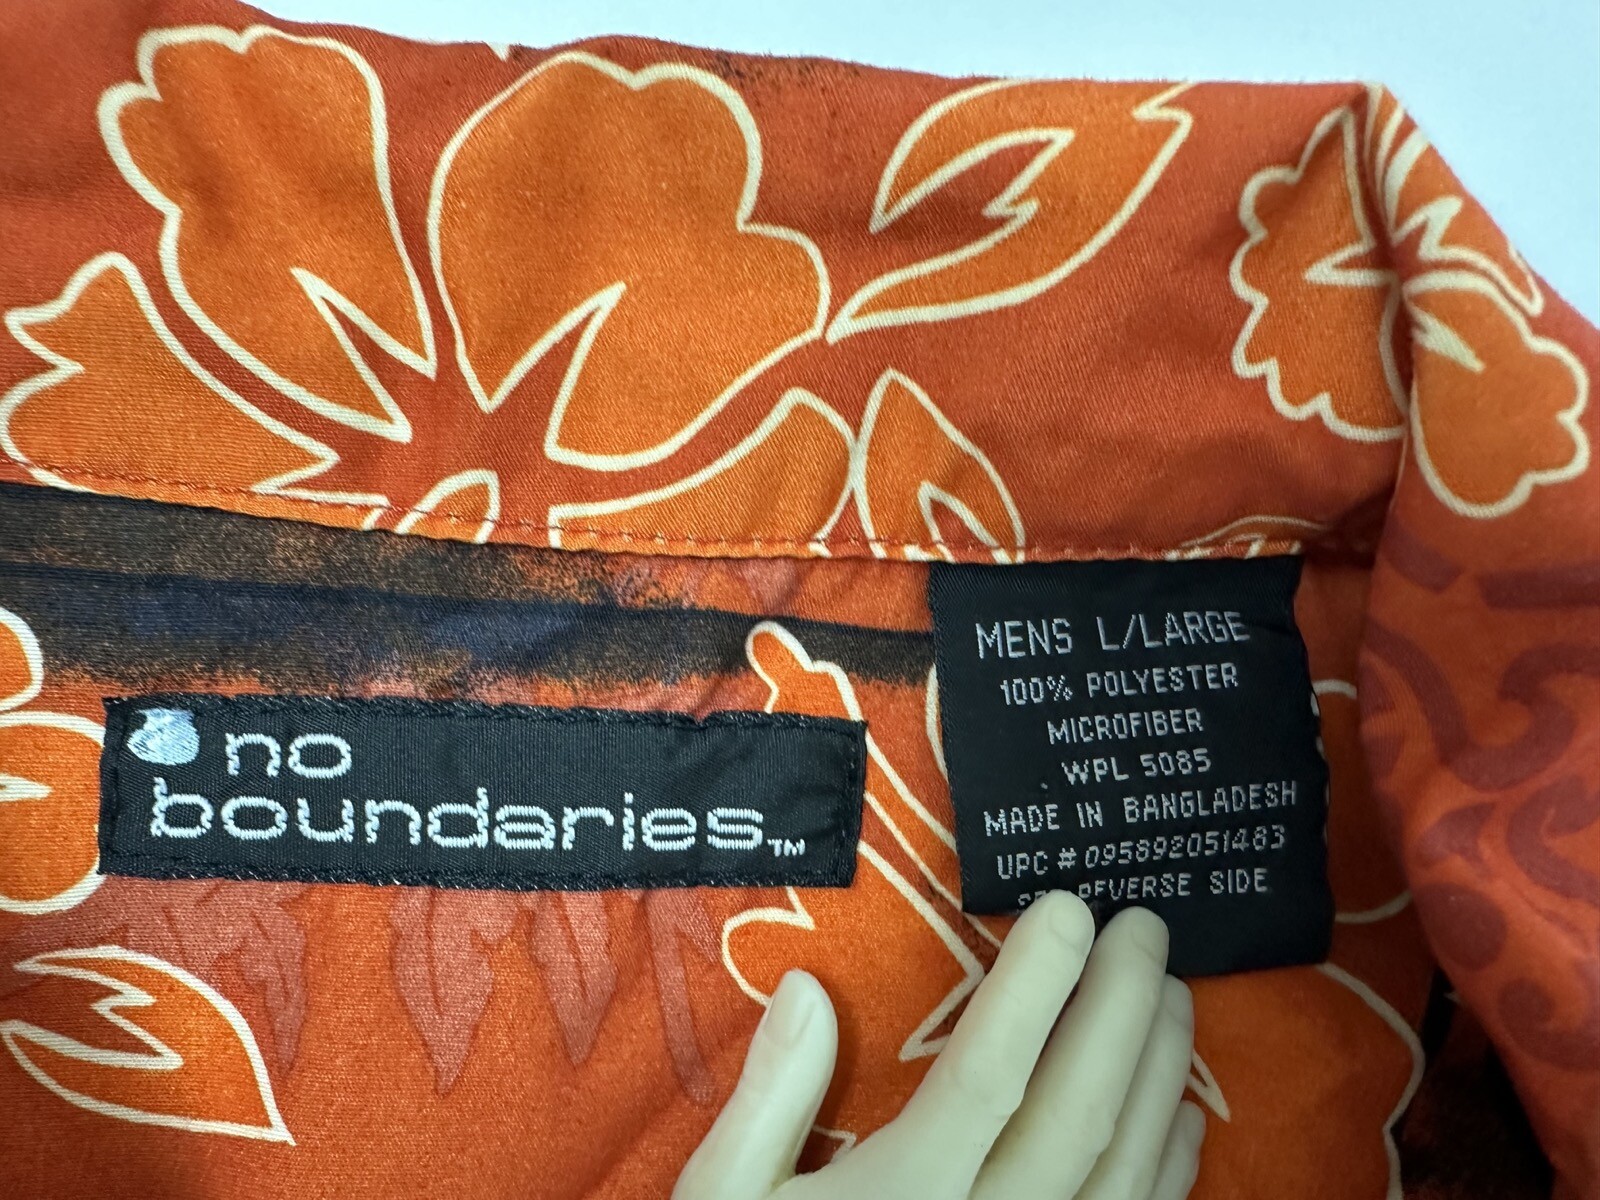 no
boundaries™
MENS L/LARGE
100% POLYESTER
MICROFIBER
WPL 5085
MADE IN BANGLADESH
UPC # 095892051483
REVERSE SIDE